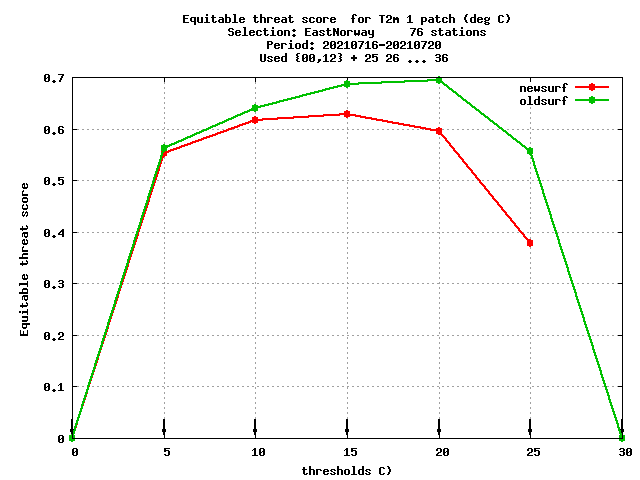 Equitable threat score  for T2m 1 patch (deg C)
Selection: EastNorway     76 stations
Period: 20210716-20210720
Used {00,12} + 25 26 ... 36
newsurf
oldsurf
Equitable threat score
0.7
0.6
0.5
0.4
0.3
0.2
0.1
0
0 5 10 15 20 25 30
thresholds C)